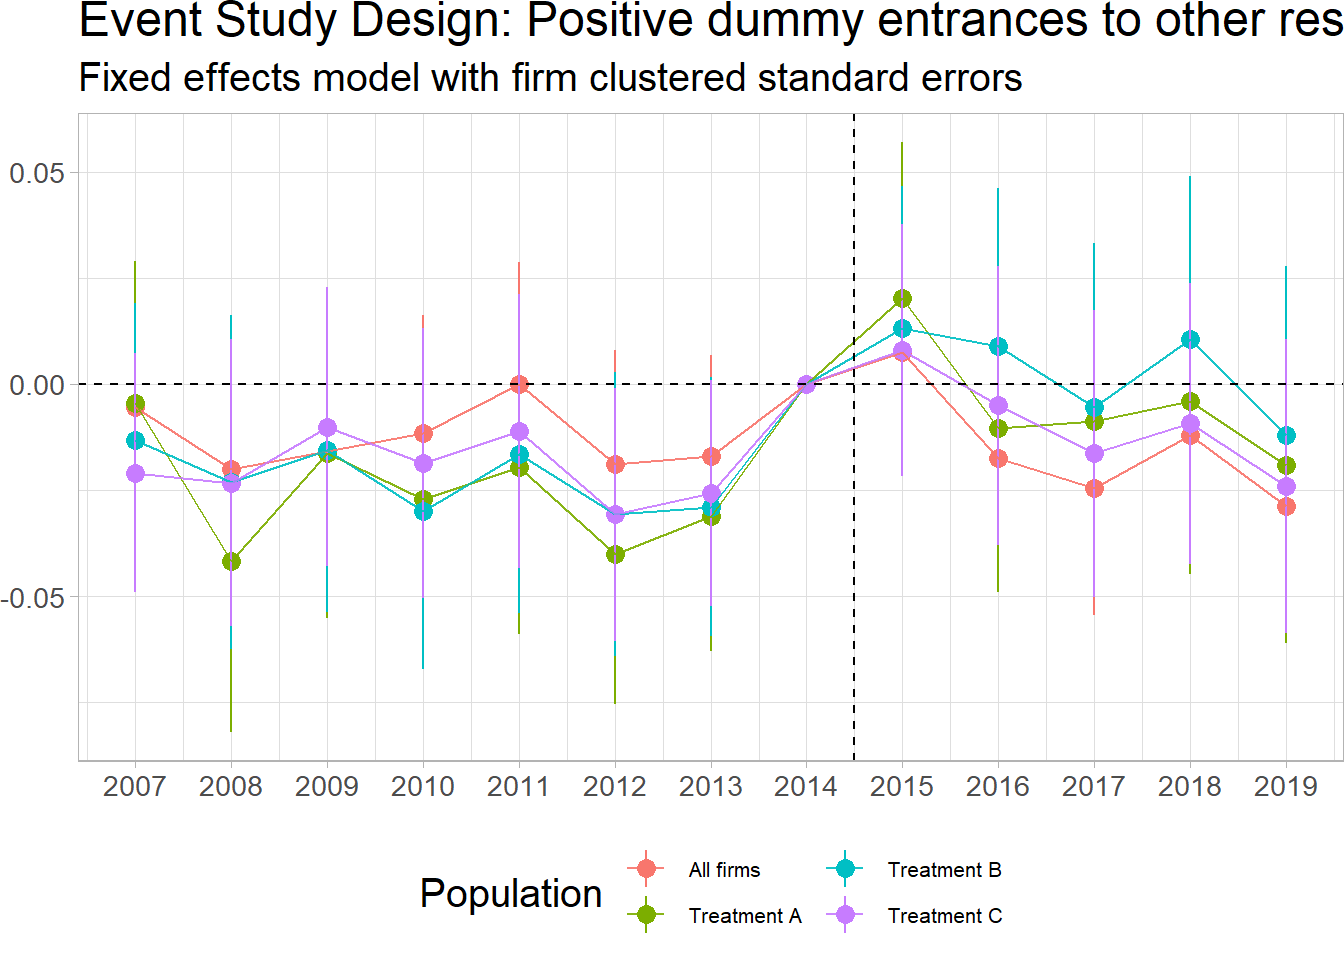 Event Study Design: Positive dummy entrances to other res
Fixed effects model with firm clustered standard errors
0.05
0.00
-0.05
2007 2008 2009 2010 2011 2012 2013 2014 2015 2016 2017 2018 2019
Population
All firms
Treatment A
Treatment B
Treatment C